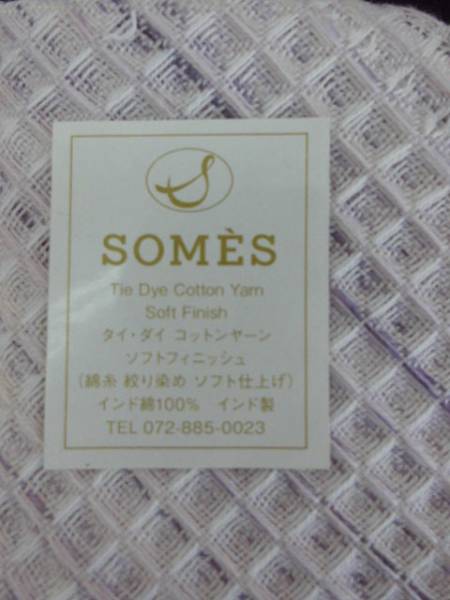 S
SOMÈS
Tie Dye Cotton Yarn
Soft Finish
タイ・ダイ コットンヤーン
ソフトフィニッシュ
(綿糸 絞り染め ソフト仕上げ)
インド綿100% インド製
TEL 072-885-0023